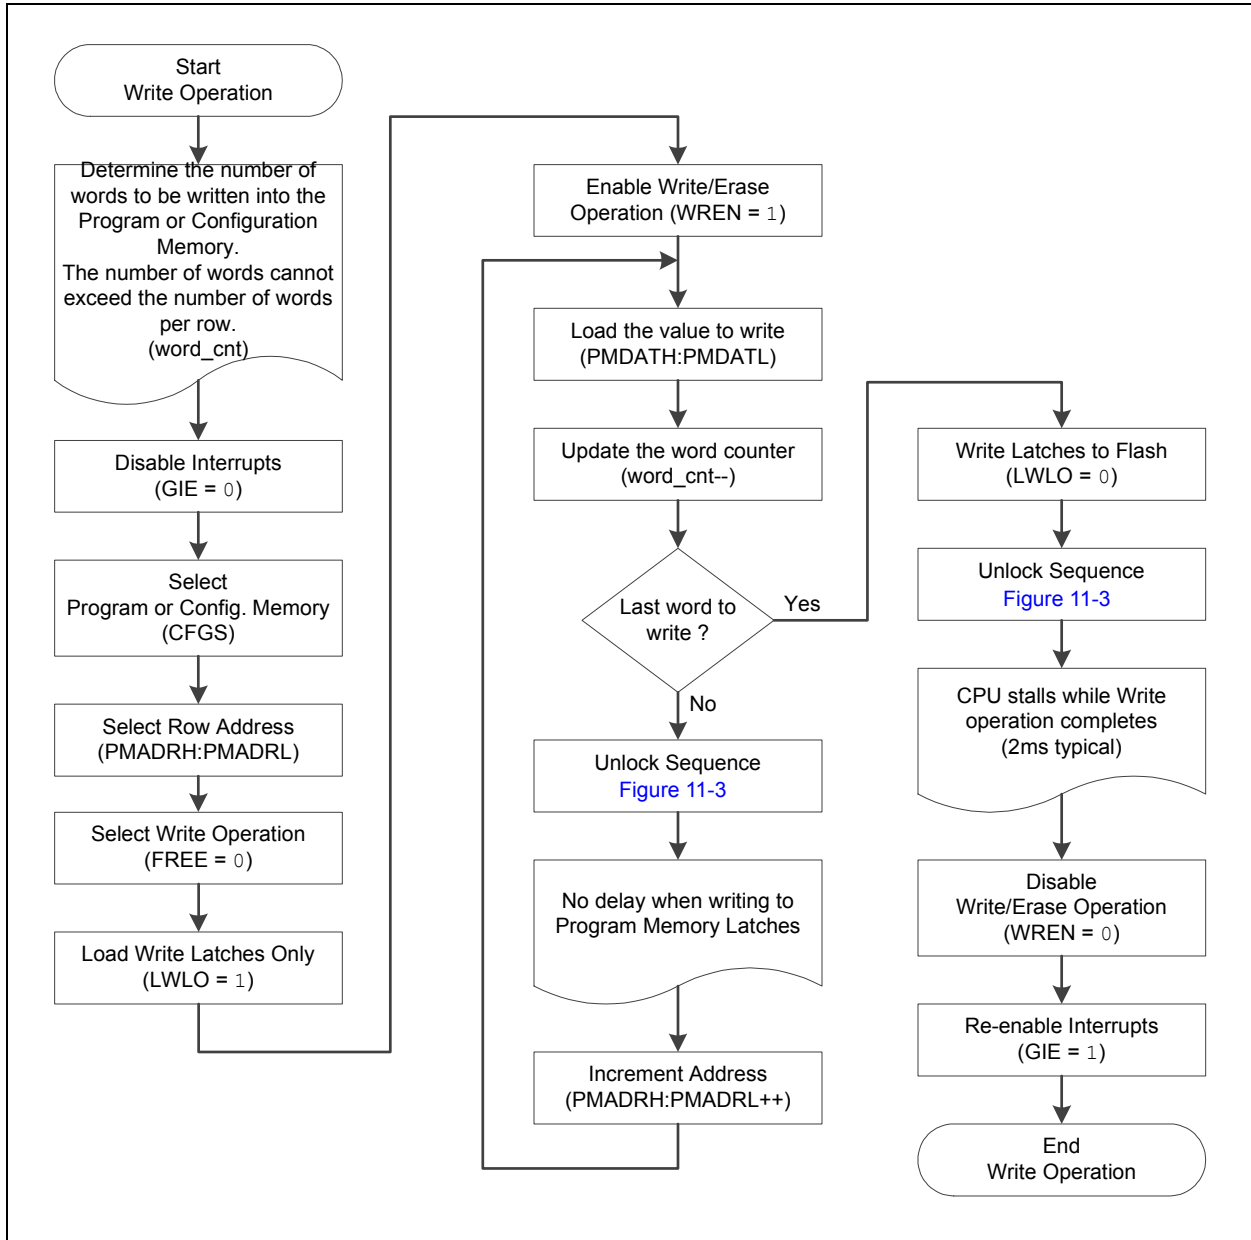 Start
Write Operation
Determine the number of
words to be written into the
Program or Configuration
Memory.
The number of words cannot
exceed the number of words
per row.
(word_cnt)
Disable Interrupts
(GIE = 0)
Select
Program or Config. Memory
(CFGS)
Select Row Address
(PMADRH:PMADRL)
Select Write Operation
(FREE = 0)
Load Write Latches Only
(LWLO = 1)
Enable Write/Erase
Operation (WREN = 1)
Load the value to write
(PMDATH:PMDATL)
Update the word counter
(word_cnt--)
Last word to
write ?
Yes
No
Unlock Sequence
Figure 11-3
No delay when writing to
Program Memory Latches
Increment Address
(PMADRH:PMADRL++)
Write Latches to Flash
(LWLO = 0)
Unlock Sequence
Figure 11-3
CPU stalls while Write
operation completes
(2ms typical)
Disable
Write/Erase Operation
(WREN = 0)
Re-enable Interrupts
(GIE = 1)
End
Write Operation